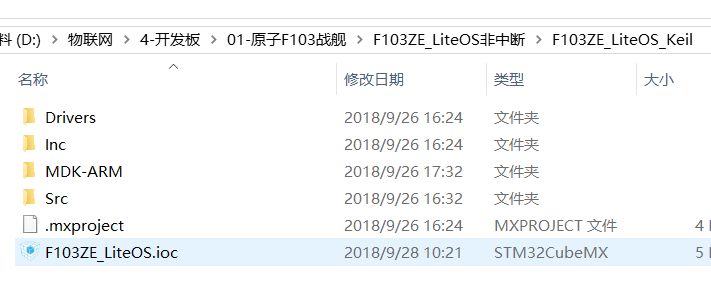 料 (D:) > 物联网 > 4-开发板 > 01-原子F103战舰 > F103ZE_LiteOS非中断 > F103ZE_LiteOS_Keil
名称 修改日期 类型 大小
Drivers 2018/9/26 16:24 文件夹
Inc 2018/9/26 16:24 文件夹
MDK-ARM 2018/9/26 17:32 文件夹
Src 2018/9/26 16:32 文件夹
.mxproject 2018/9/26 16:24 MXPROJECT 文件 4
F103ZE_LiteOS.ioc 2018/9/28 10:21 STM32CubeMX 5